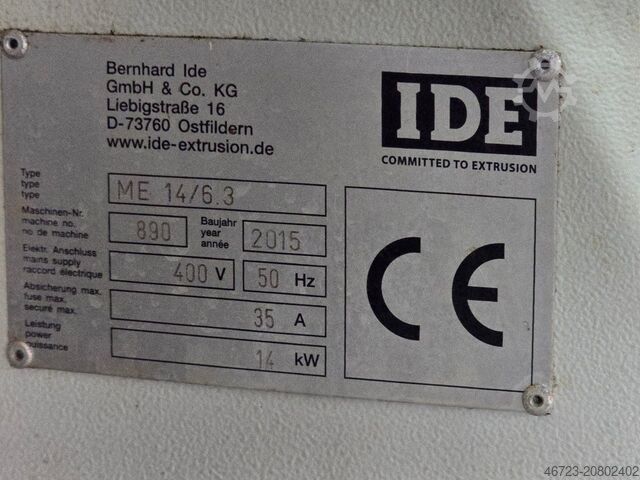 Bernhard Ide
GmbH & Co. KG
Liebigstraße 16
D-73760 Ostfildern
www.ide-extrusion.de
IDE
COMMITTED TO EXTRUSION
Type
type
type
ME 14/6.3
Maschinen-Nr.
machine no.
no de machine
890
Baujahr
year
année
2015
Elektr. Anschluss
mains supply
raccord électrique
400 V
50 Hz
Absicherung max.
fuse max.
securé max.
35 A
Leistung
power
puissance
14 kW
CE
46723-20802402